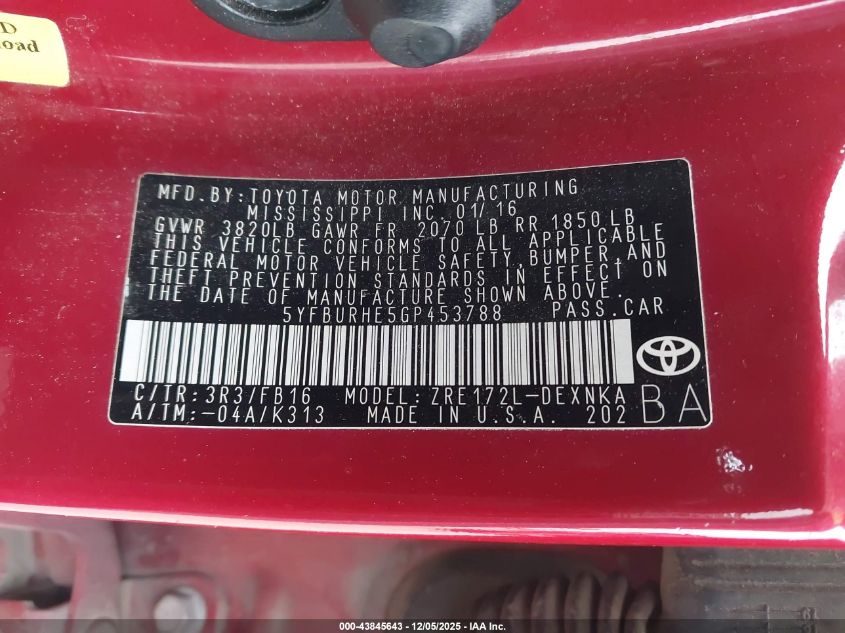 D
oad
MFD. BY: TOYOTA MOTOR MANUFACTURING
MISSISSIPPI INC. 01/16
GVWR 3820LB GAWR FR 2070 LB RR 1850 LB
THIS VEHICLE CONFORMS TO ALL APPLICABLE
FEDERAL MOTOR VEHICLE SAFETY, BUMPER, AND
THEFT PREVENTION STANDARDS IN EFFECT ON
THE DATE OF MANUFACTURE SHOWN ABOVE.
5YFBURHE5GP453788 PASS. CAR
C/TR: 3R3/FB16 MODEL: ZRE172L-DEXNKA
A/TM: -04A/K313 MADE IN U.S.A. 202
BA
000-43845643 - 12/05/2025 - IAA Inc.